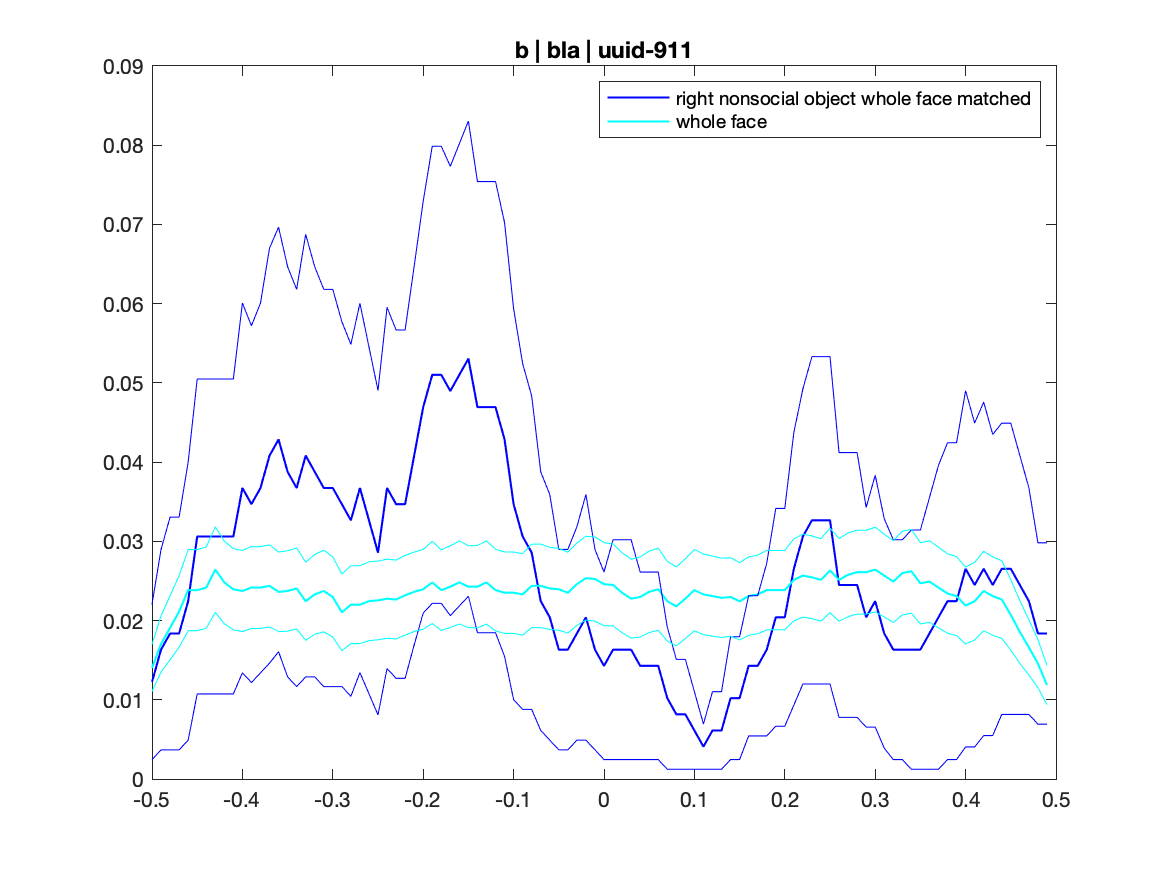 b | bla | uuid-911
right nonsocial object whole face matched
whole face
0.09
0.08
0.07
0.06
0.05
0.04
0.03
0.02
0.01
0
-0.5 -0.4 -0.3 -0.2 -0.1 0 0.1 0.2 0.3 0.4 0.5